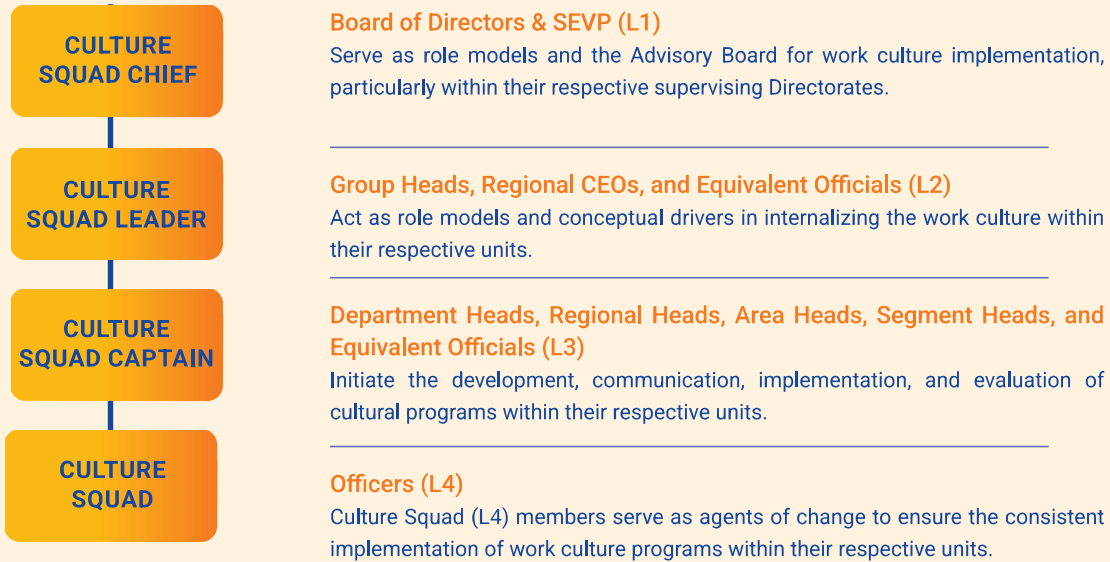 CULTURE
SQUAD CHIEF
Board of Directors & SEVP (L1)
Serve as role models and the Advisory Board for work culture implementation,
particularly within their respective supervising Directorates.
CULTURE
SQUAD LEADER
Group Heads, Regional CEOs, and Equivalent Officials (L2)
Act as role models and conceptual drivers in internalizing the work culture within
their respective units.
CULTURE
SQUAD CAPTAIN
Department Heads, Regional Heads, Area Heads, Segment Heads, and
Equivalent Officials (L3)
Initiate the development, communication, implementation, and evaluation of
cultural programs within their respective units.
CULTURE
SQUAD
Officers (L4)
Culture Squad (L4) members serve as agents of change to ensure the consistent
implementation of work culture programs within their respective units.